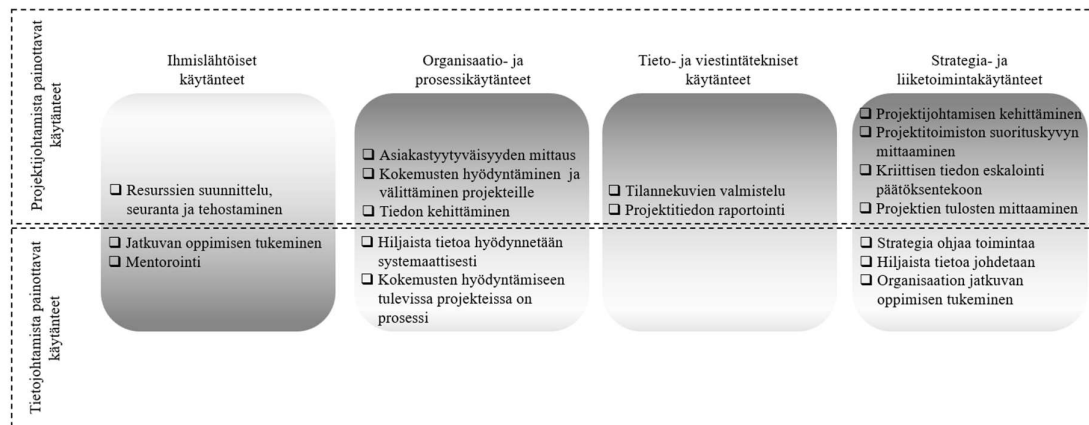 Projektijohtamista painottavat
käytänteet
Ihmislähtöiset
käytänteet
❑ Resurssien suunnittelu,
seuranta ja tehostaminen
Organisaatio- ja
prosessikäytänteet
❑ Asiakastyytyväisyyden mittaus
❑ Kokemusten hyödyntäminen ja
välittäminen projekteille
❑ Tiedon kehittäminen
Tieto- ja viestintätekniset
käytänteet
❑ Tilannekuvien valmistelu
❑ Projektitiedon raportointi
Strategia- ja
liiketoimintakäytänteet
❑ Projektijohtamisen kehittäminen
❑ Projektitoimiston suorituskyvyn
mittaaminen
❑ Kriittisen tiedon eskalointi
päätöksentekoon
❑ Projektien tulosten mittaaminen
Tietojohtamista painottavat
käytänteet
❑ Jatkuvan oppimisen tukeminen
❑ Mentorointi
❑ Hiljaista tietoa hyödynnetään
systemaattisesti
❑ Kokemusten hyödyntämiseen
tulevissa projekteissa on
prosessi
❑ Strategia ohjaa toimintaa
❑ Hiljaista tietoa johdetaan
❑ Organisaation jatkuvan
oppimisen tukeminen